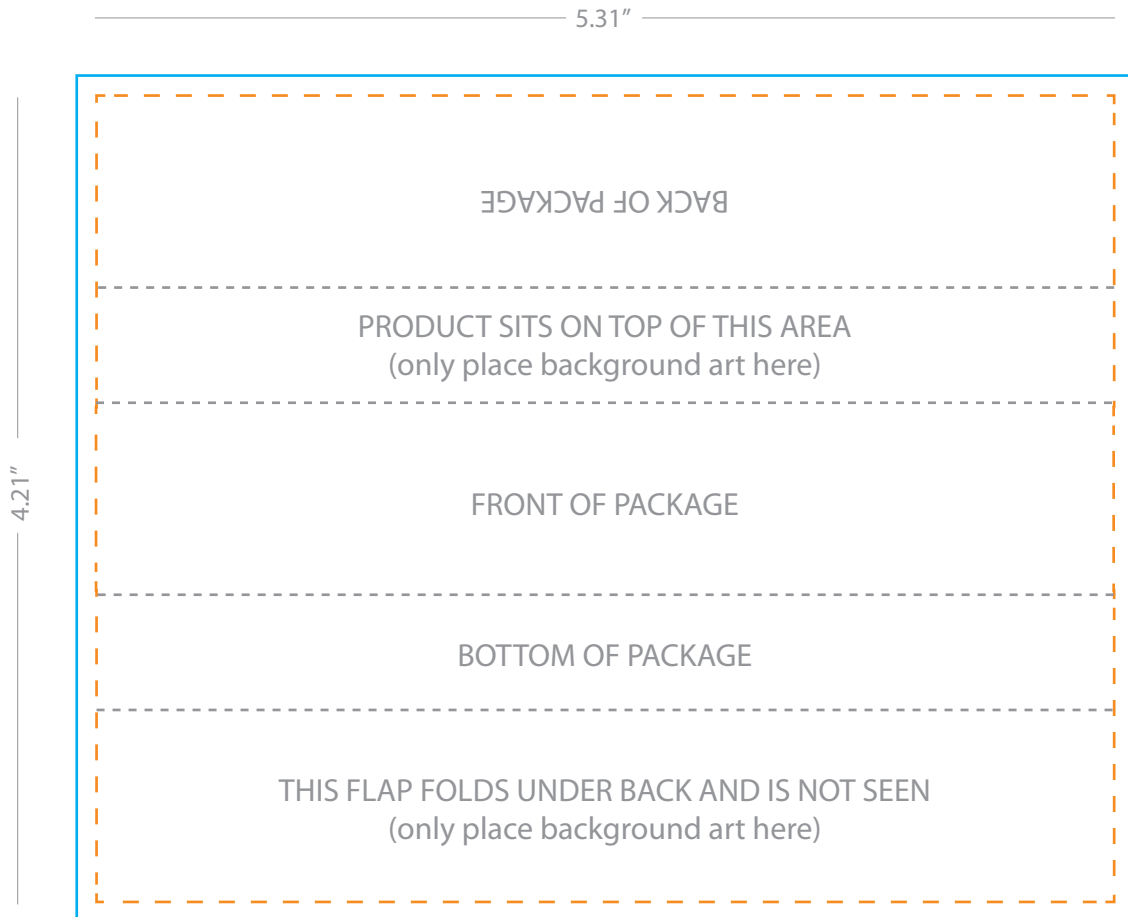 5.31"
BACK OF PACKAGE
PRODUCT SITS ON TOP OF THIS AREA
(only place background art here)
4.21"
FRONT OF PACKAGE
BOTTOM OF PACKAGE
THIS FLAP FOLDS UNDER BACK AND IS NOT SEEN
(only place background art here)